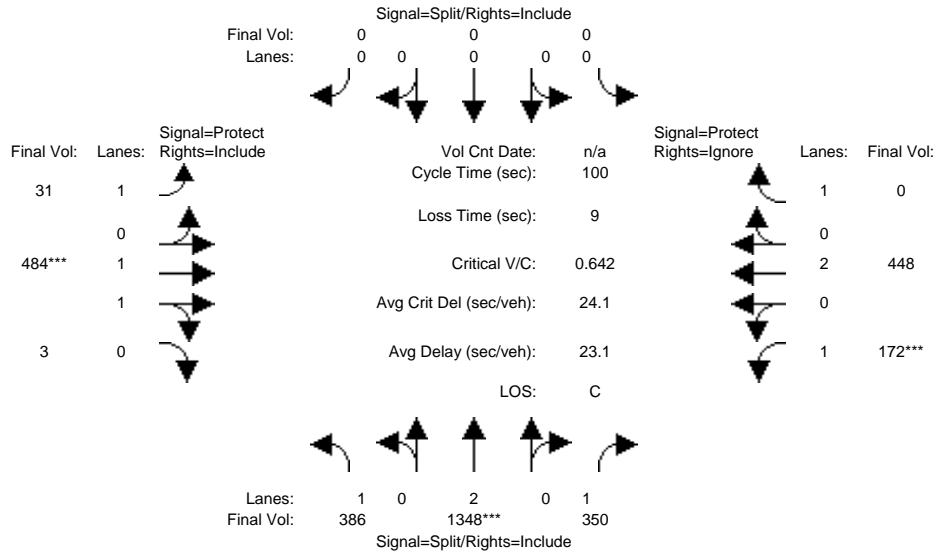 Signal=Split/Rights=Include
Final Vol: 0 0 0
Lanes: 0 0 0 0 0
Signal=Protect Signal=Protect
Final Vol: Lanes: Rights=Include Vol Cnt Date: n/a Rights=Ignore Lanes: Final Vol:
Cycle Time (sec): 100
31 1 1 0
Loss Time (sec): 9
0 0
484*** 1 Critical V/C: 0.642 2 448
1 Avg Crit Del (sec/veh): 24.1 0
3 0 Avg Delay (sec/veh): 23.1 1 172***
LOS: C
Lanes: 1 0 2 0 1
Final Vol: 386 1348*** 350
Signal=Split/Rights=Include